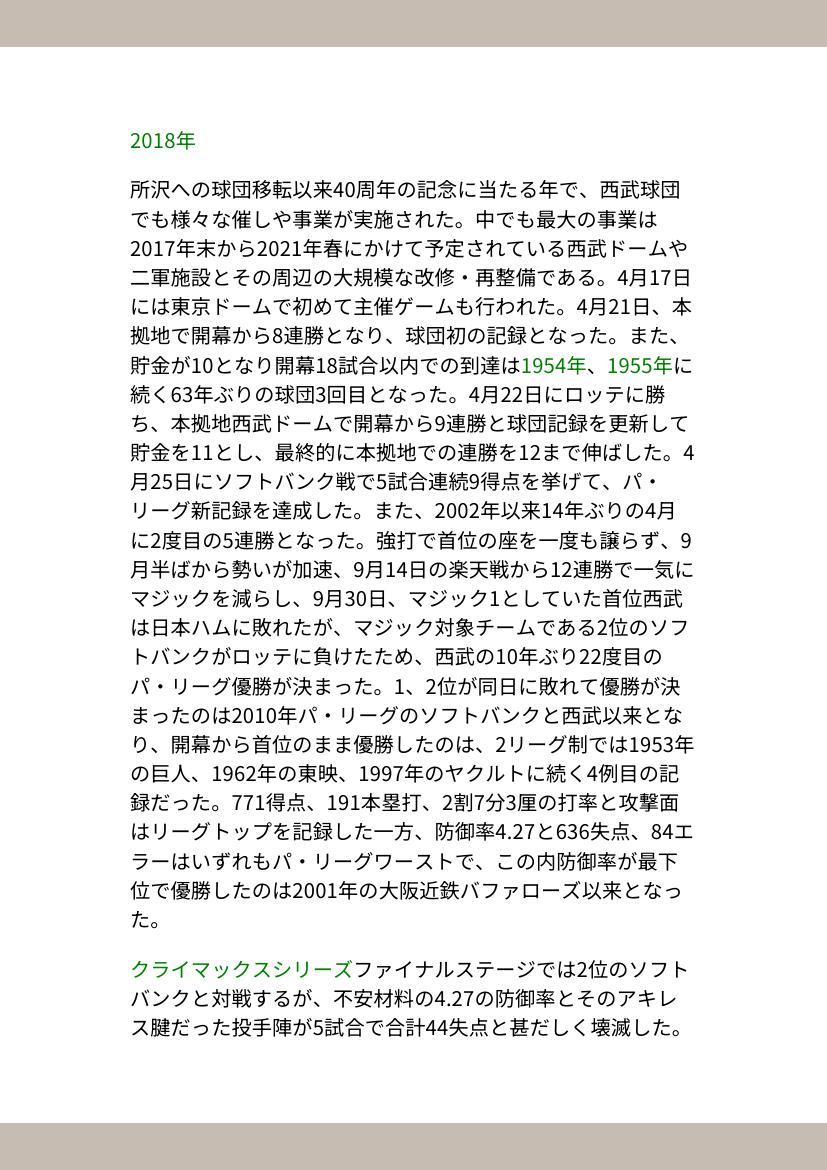 2018年
所沢への球団移転以来40周年の記念に当たる年で、西武球団
でも様々な催しや事業が実施された。中でも最大の事業は
2017年末から2021年春にかけて予定されている西武ドームや
二軍施設とその周辺の大規模な改修・再整備である。4月17日
には東京ドームで初めて主催ゲームも行われた。4月21日、本
拠地で開幕から8連勝となり、球団初の記録となった。また、
貯金が10となり開幕18試合以内での到達は1954年、1955年に
続く63年ぶりの球団3回目となった。4月22日にロッテに勝
ち、本拠地西武ドームで開幕から9連勝と球団記録を更新して
貯金を11とし、最終的に本拠地での連勝を12まで伸ばした。4
月25日にソフトバンク戦で5試合連続9得点を挙げて、パ・
リーグ新記録を達成した。また、2002年以来14年ぶりの4月
に2度目の5連勝となった。強打で首位の座を一度も譲らず、9
月半ばから勢いが加速、9月14日の楽天戦から12連勝で一気に
マジックを減らし、9月30日、マジック1としていた首位西武
は日本ハムに敗れたが、マジック対象チームである2位のソフ
トバンクがロッテに負けたため、西武の10年ぶり22度目の
パ・リーグ優勝が決まった。1、2位が同日に敗れて優勝が決
まったのは2010年パ・リーグのソフトバンクと西武以来とな
り、開幕から首位のまま優勝したのは、2リーグ制では1953年
の巨人、1962年の東映、1997年のヤクルトに続く4例目の記
録だった。771得点、191本塁打、2割7分3厘の打率と攻撃面
はリーグトップを記録した一方、防御率4.27と636失点、84エ
ラーはいずれもパ・リーグワーストで、この内防御率が最下
位で優勝したのは2001年の大阪近鉄バファローズ以来となっ
た。
クライマックスシリーズファイナルステージでは2位のソフト
バンクと対戦するが、不安材料の4.27の防御率とそのアキレ
ス腱だった投手陣が5試合で合計44失点と甚だしく壊滅した。